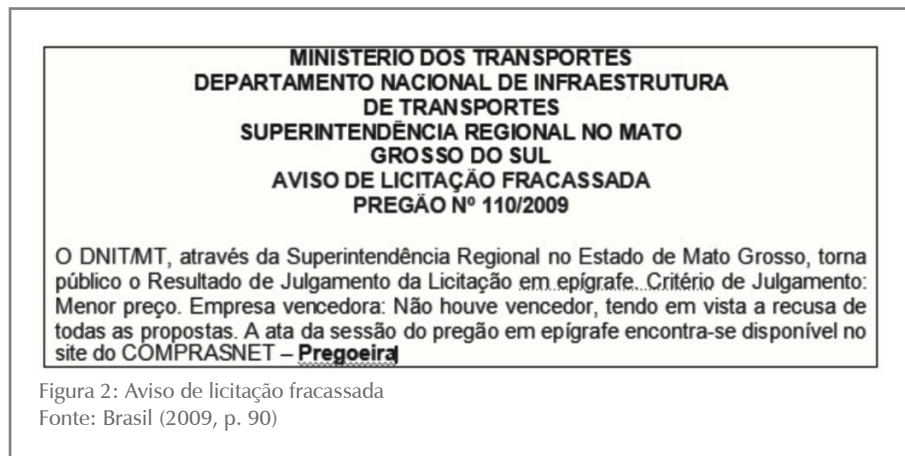 MINISTERIO DOS TRANSPORTES
DEPARTAMENTO NACIONAL DE INFRAESTRUTURA
DE TRANSPORTES
SUPERINTENDÊNCIA REGIONAL NO MATO
GROSSO DO SUL
AVISO DE LICITAÇÃO FRACASSADA
PREGÃO Nº 110/2009
O DNIT/MT, através da Superintendência Regional no Estado de Mato Grosso, torna
público o Resultado de Julgamento da Licitação em epígrafe. Critério de Julgamento:
Menor preço. Empresa vencedora: Não houve vencedor, tendo em vista a recusa de
todas as propostas. A ata da sessão do pregão em epígrafe encontra-se disponível no
site do COMPRASNET – Pregoeira
Figura 2: Aviso de licitação fracassada
Fonte: Brasil (2009, p. 90)